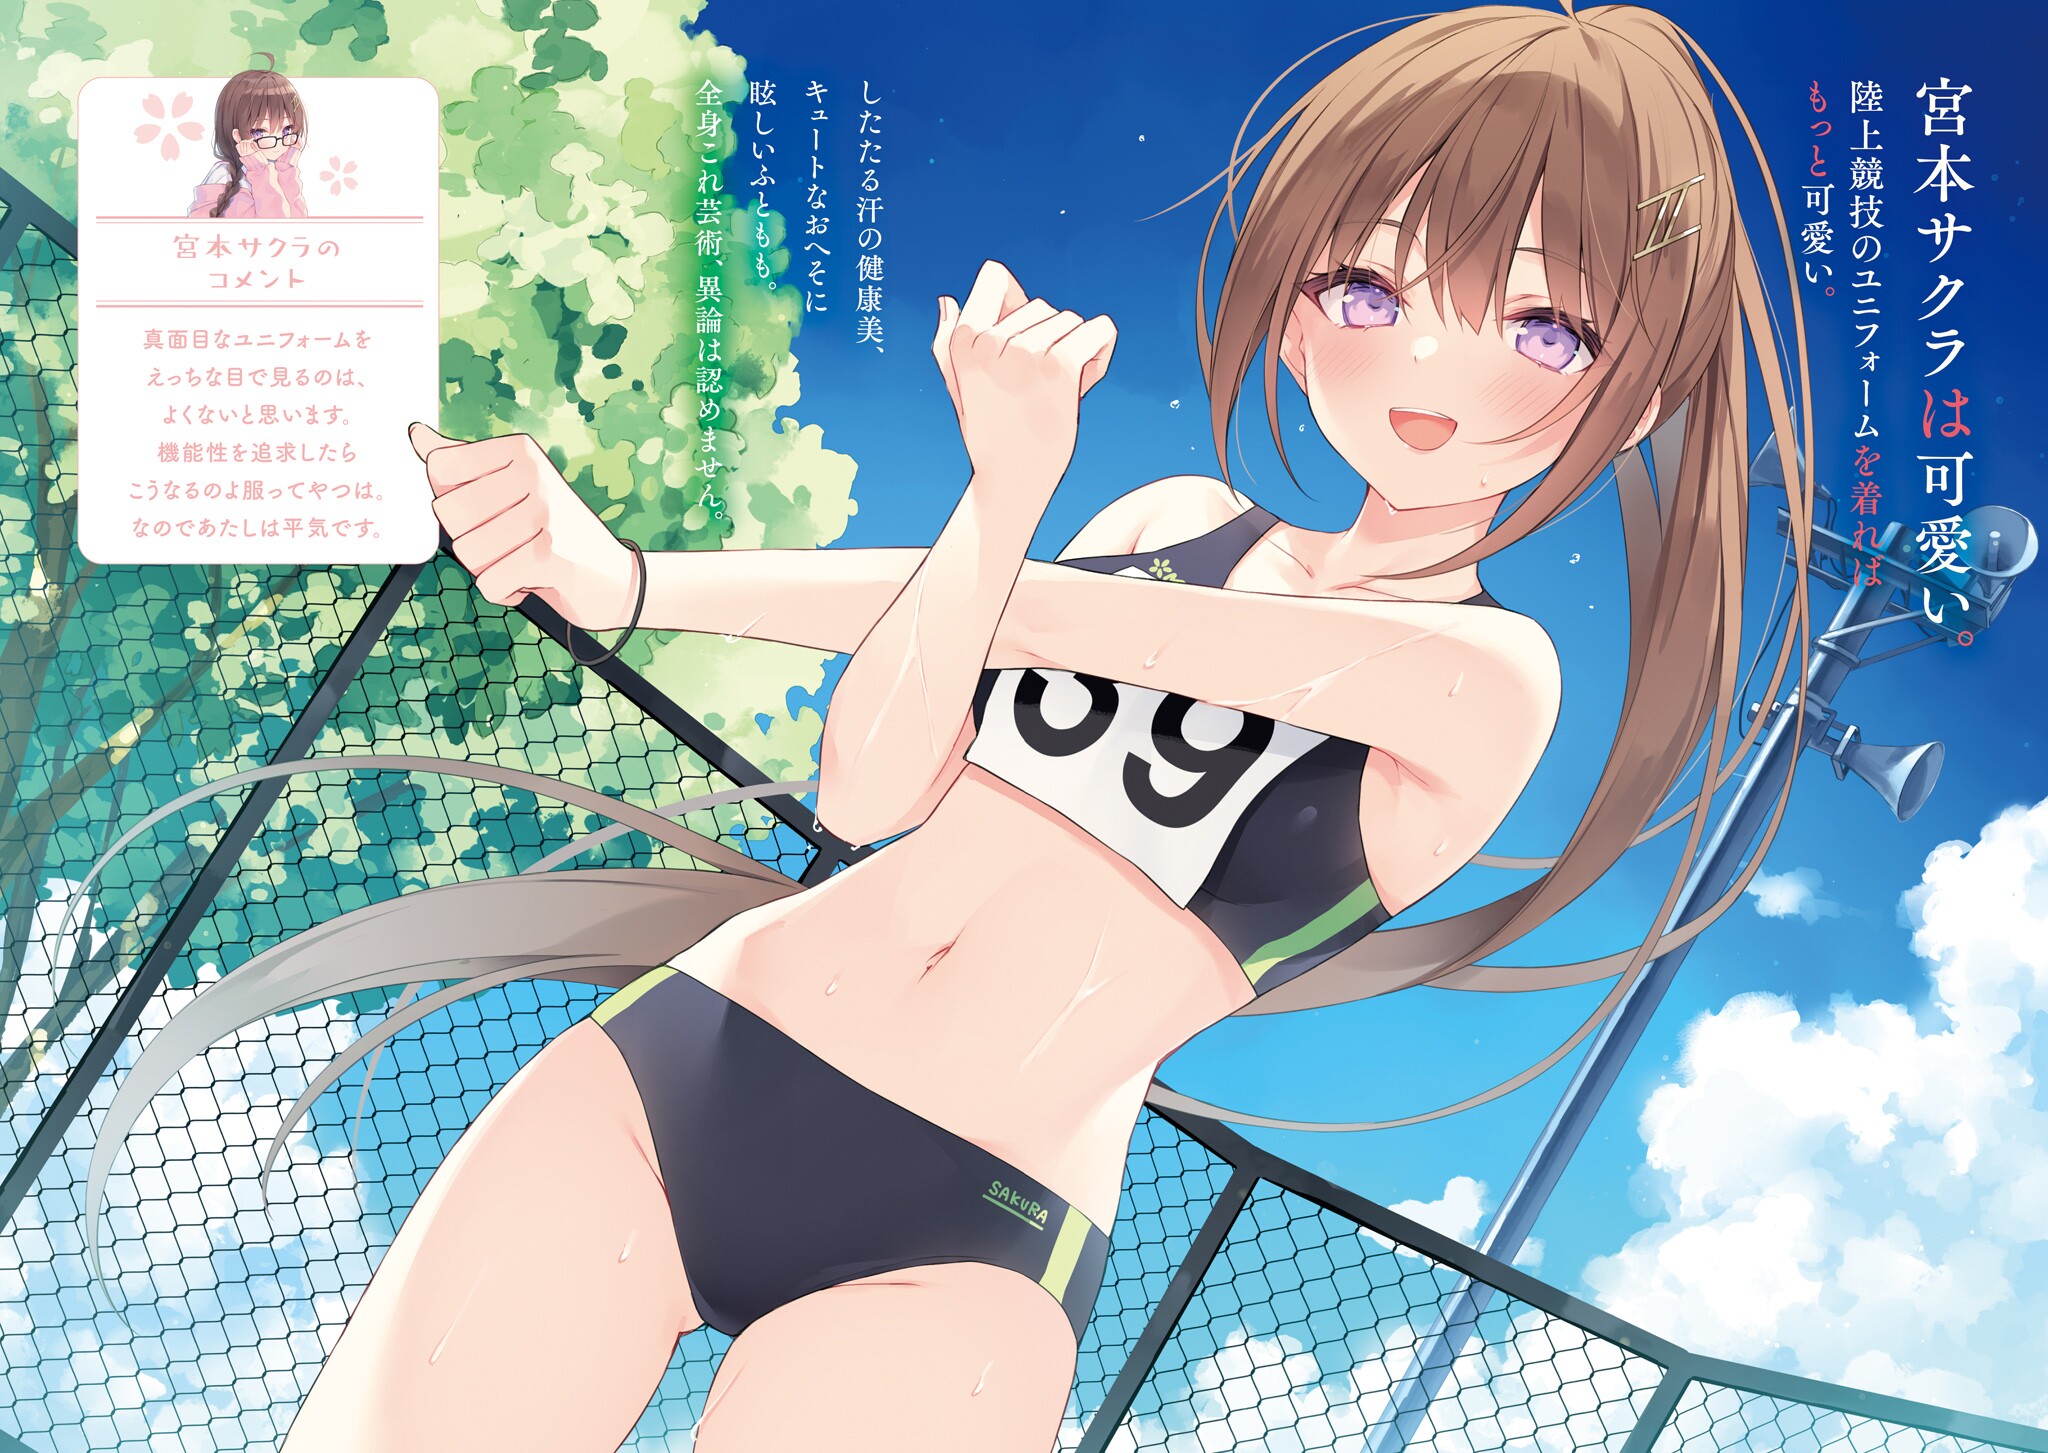 宮本サクラは可愛い。
陸上競技のユニフォームを着れば
もっと可愛い。
したたる汗の健康美、
キュートなおへそに
眩しいふともも。
全身これ芸術、異論は認めません。
宮本サクラの
コメント
真面目なユニフォームを
えっちな目で見るのは、
よくないと思います。
機能性を追求したら
こうなるのよ服ってやつは。
なのであたしは平気です。
39
SAKURA